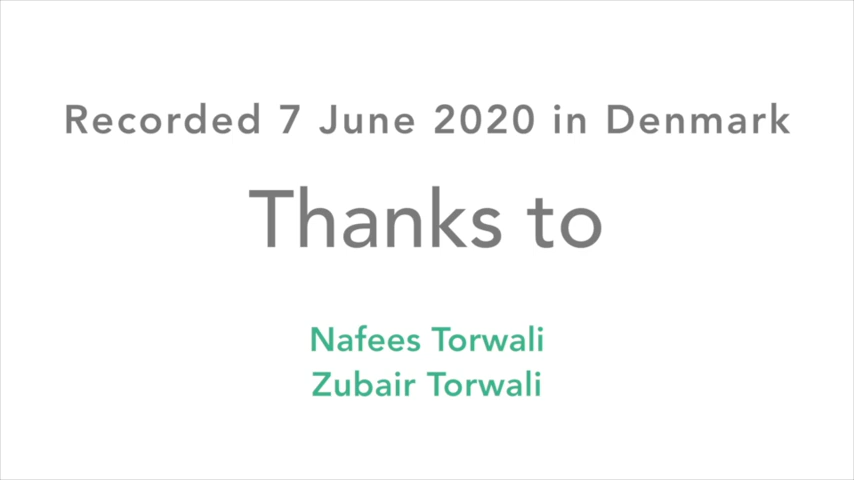 Recorded 7 June 2020 in Denmark
Thanks to
Nafees Torwali
Zubair Torwali